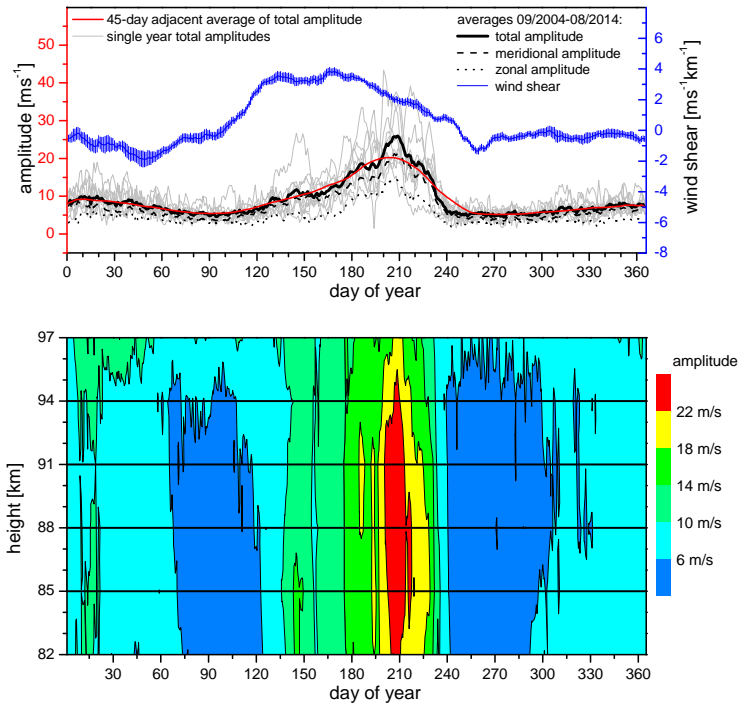 45-day adjacent average of total amplitude
single year total amplitudes
averages 09/2004-08/2014:
total amplitude
meridional amplitude
zonal amplitude
wind shear
60
50
40
30
20
10
0
amplitude [ms-1]
8
6
4
2
0
-2
-4
-6
-8
wind shear [ms-1km-1]
0 30 60 90 120 150 180 210 240 270 300 330 360
day of year
97
94
91
88
85
82
height [km]
30 60 90 120 150 180 210 240 270 300 330 360
day of year
amplitude
22 m/s
18 m/s
14 m/s
10 m/s
6 m/s